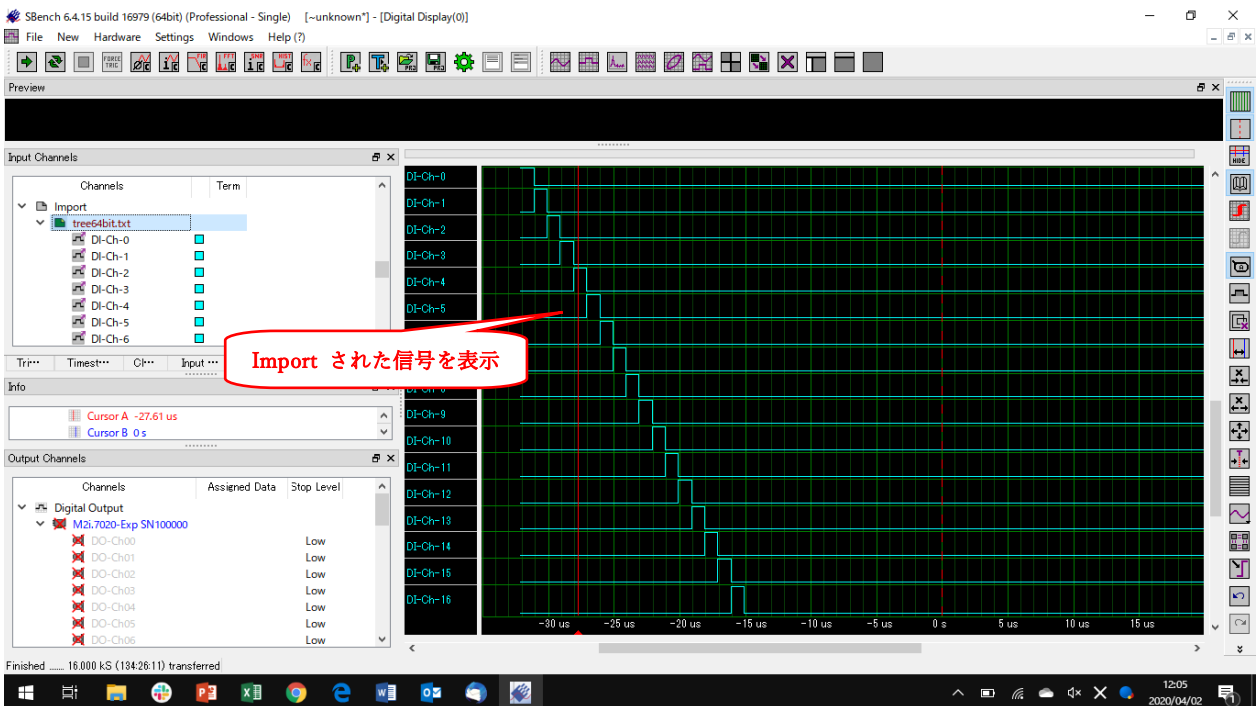 SBench 6.4.15 build 16979 (64bit) (Professional - Single) [~unknown*] - [Digital Display(0)]
File New Hardware Settings Windows Help (?)
Preview
Input Channels
Channels Term
Import
tree64bit.txt
DI-Ch-0
DI-Ch-1
DI-Ch-2
DI-Ch-3
DI-Ch-4
DI-Ch-5
DI-Ch-6
Tri… Timest… Cl… Input …
Info
Cursor A -27.61 us
Cursor B 0 s
Output Channels
Channels Assigned Data Stop Level
Digital Output
M2i.7020-Exp SN100000
DO-Ch00 Low
DO-Ch01 Low
DO-Ch02 Low
DO-Ch03 Low
DO-Ch04 Low
DO-Ch05 Low
DO-Ch06 Low
DI-Ch-0
DI-Ch-1
DI-Ch-2
DI-Ch-3
DI-Ch-4
DI-Ch-5
Import された信号を表示
DI-Ch-9
DI-Ch-10
DI-Ch-11
DI-Ch-12
DI-Ch-13
DI-Ch-14
DI-Ch-15
DI-Ch-16
-30 us -25 us -20 us -15 us -10 us -5 us 0 s 5 us 10 us 15 us
Finished ...... 16.000 kS (134:26:11) transferred
12:05
2020/04/02